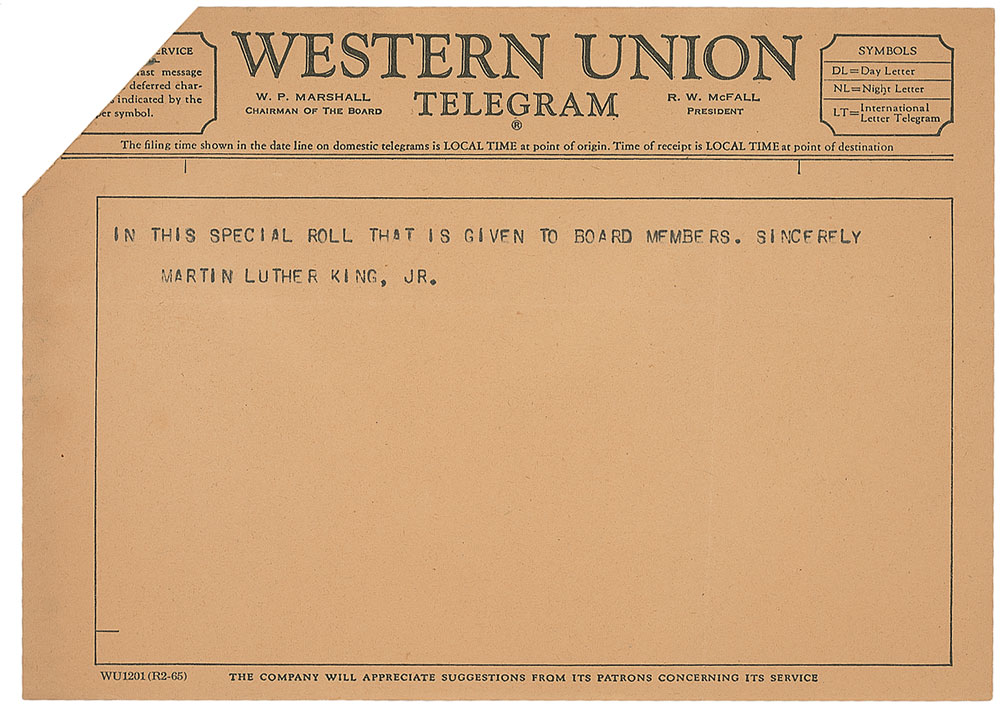 SERVICE
fast message
deferred char-
indicated by the
per symbol.
WESTERN UNION
TELEGRAM
®
W. P. MARSHALL
CHAIRMAN OF THE BOARD
R. W. McFALL
PRESIDENT
SYMBOLS
DL=Day Letter
NL=Night Letter
LT=International Letter Telegram
The filing time shown in the date line on domestic telegrams is LOCAL TIME at point of origin. Time of receipt is LOCAL TIME at point of destination
IN THIS SPECIAL ROLL THAT IS GIVEN TO BOARD MEMBERS. SINCERELY
MARTIN LUTHER KING, JR.
WU1201 (R2-65)
THE COMPANY WILL APPRECIATE SUGGESTIONS FROM ITS PATRONS CONCERNING ITS SERVICE